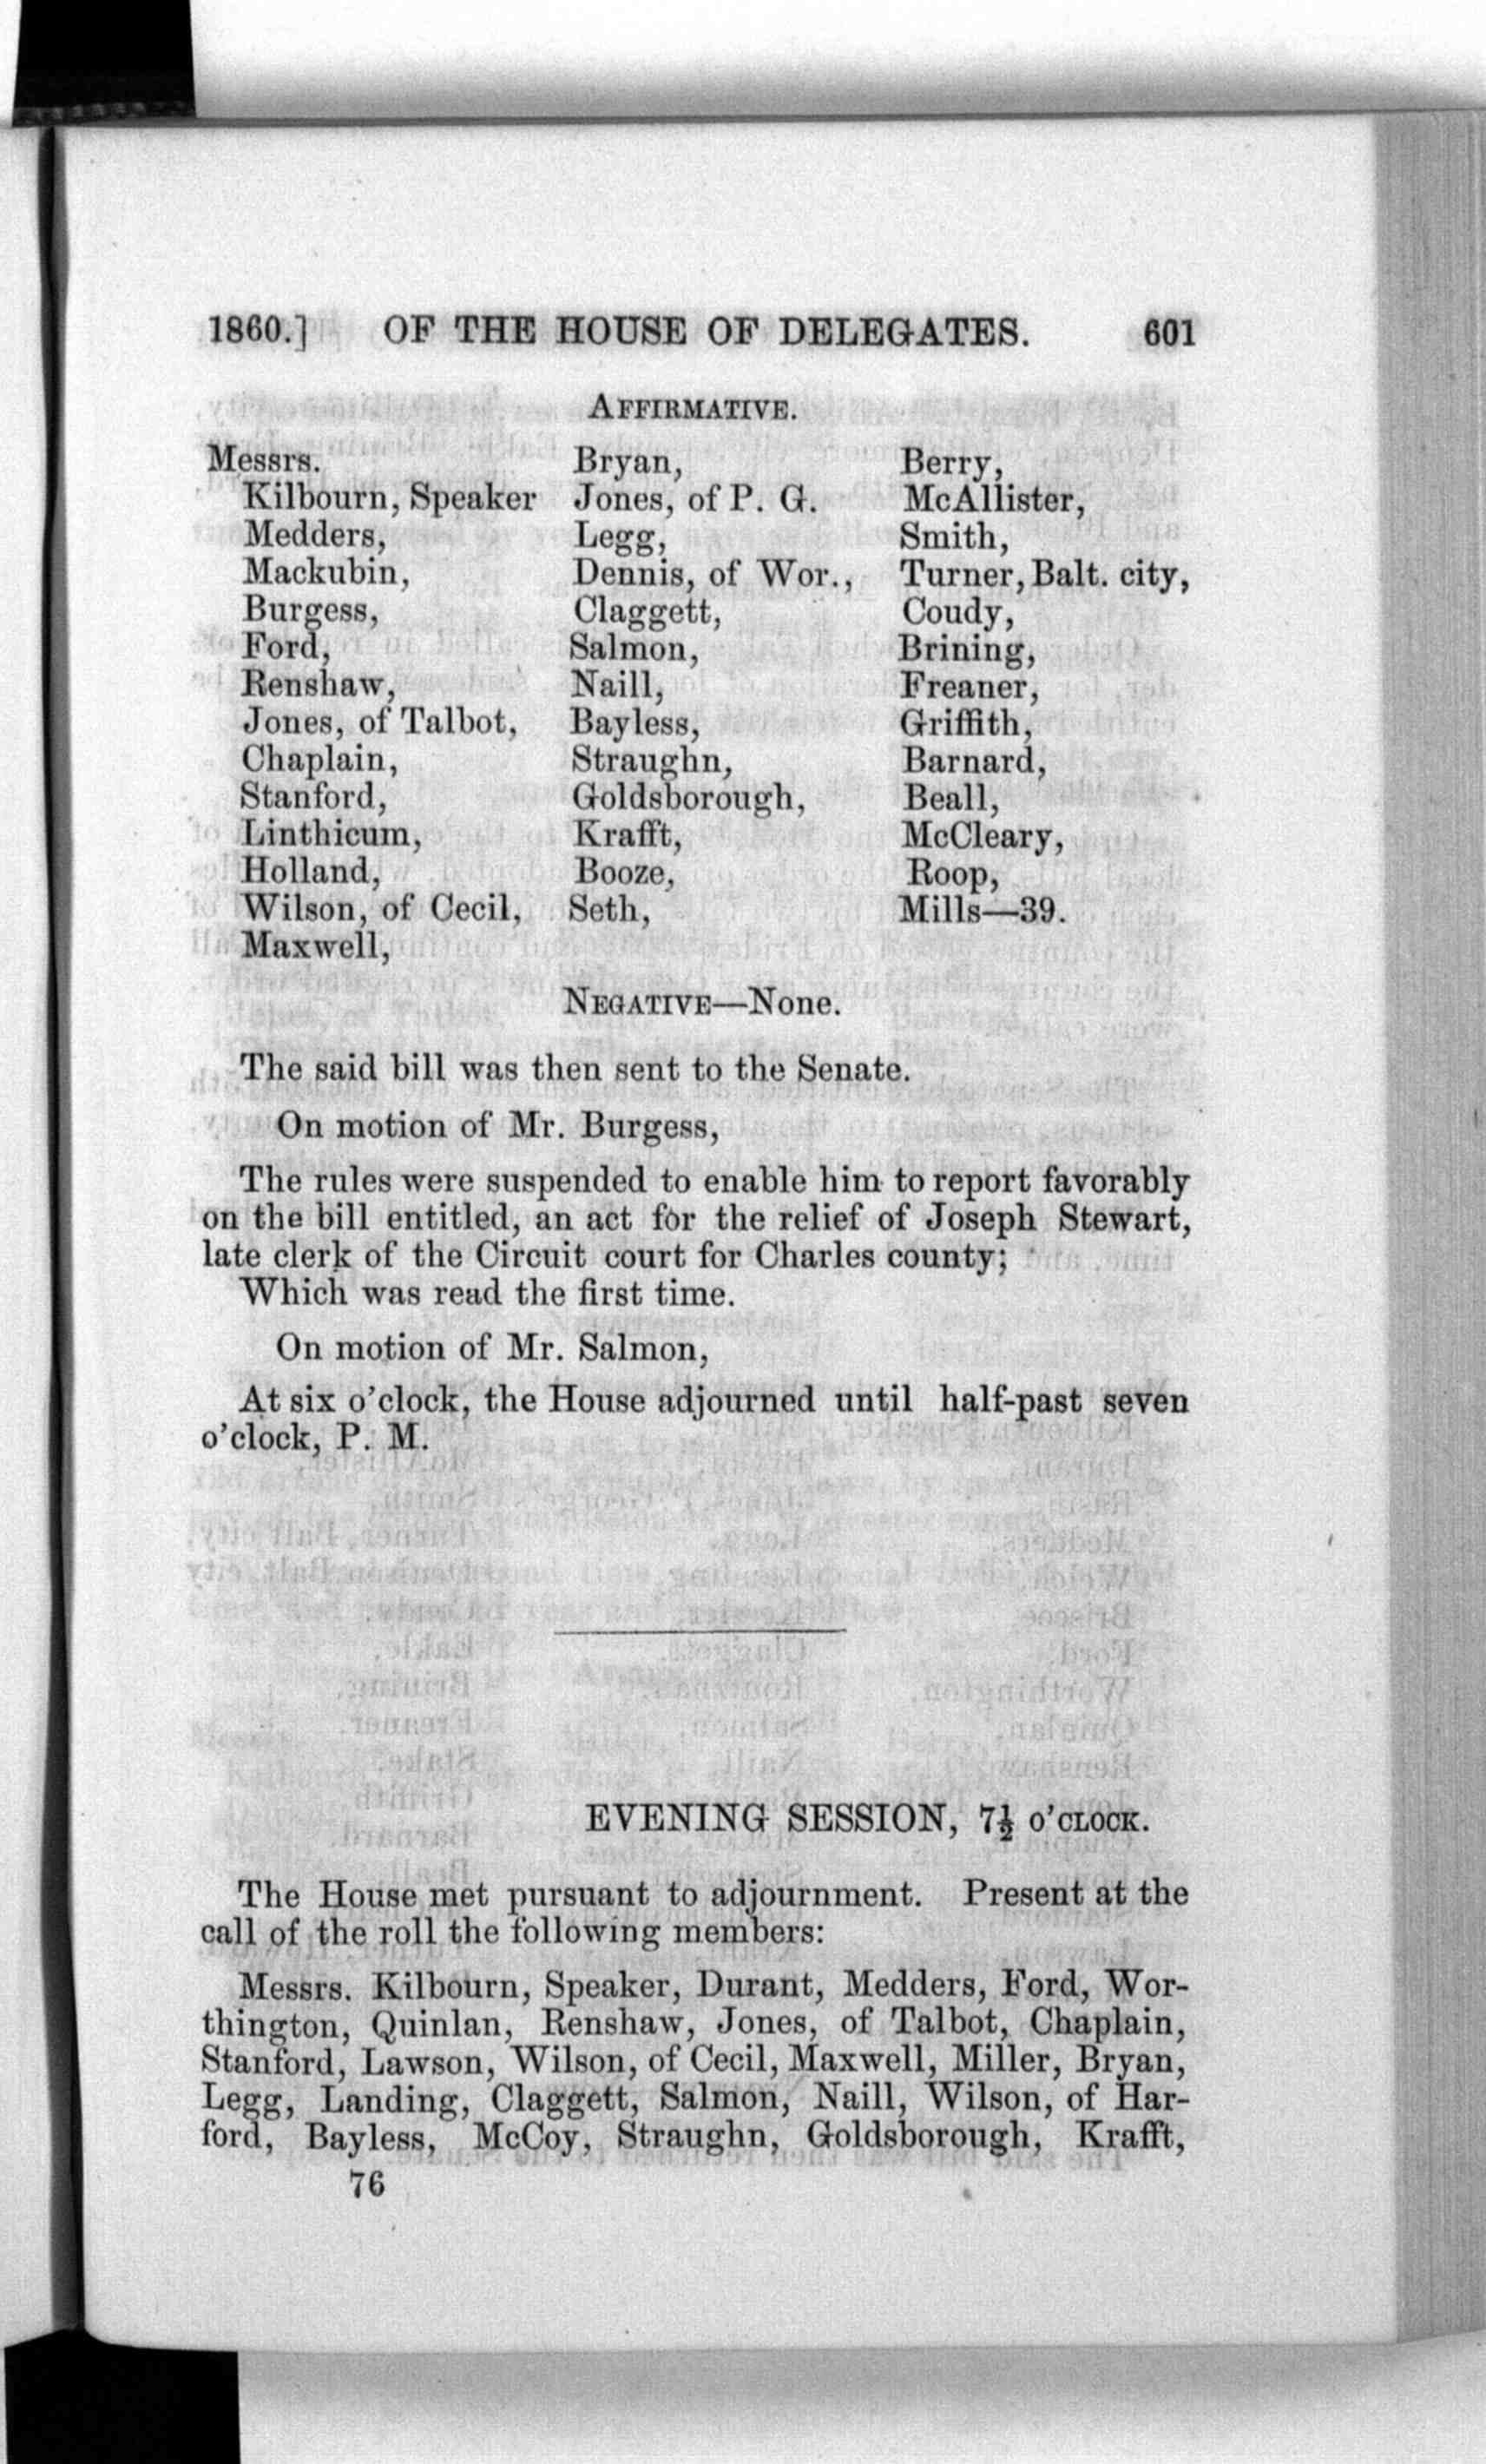 1860.] OF THE HOUSE OF DELEGATES. 601
AFFIRMATIVE.
Messrs. Bryan, Berry,
Kilbourn, Speaker Jones, of P. G. McAllister,
Medders, Legg, Smith,
Mackubin, Dennis, of Wor., Turner, Balt. city,
Burgess, Claggett, Coudy,
Ford, Salmon, Brining,
Renshaw, Naill, Freaner,
Jones, of Talbot, Bayless, Griffith,
Chaplain, Straughn, Barnard,
Stanford, Goldsborough, Beall,
Linthicum, Krafft, McCleary,
Holland, Booze, Roop,
Wilson, of Cecil, Seth, Mills—39.
Maxwell,
NEGATIVE—None.
The said bill was then sent to the Senate.
On motion of Mr. Burgess,
The rules were suspended to enable him to report favorably
on the bill entitled, an act for the relief of Joseph Stewart,
late clerk of the Circuit court for Charles county;
Which was read the first time.
On motion of Mr. Salmon,
At six o'clock, the House adjourned until half-past seven
o'clock, P. M.
EVENING SESSION, 7½ O'CLOCK.
The House met pursuant to adjournment. Present at the
call of the roll the following members:
Messrs. Kilbourn, Speaker, Durant, Medders, Ford, Wor-
thington, Quinlan, Renshaw, Jones, of Talbot, Chaplain,
Stanford, Lawson, Wilson, of Cecil, Maxwell, Miller, Bryan,
Legg, Landing, Claggett, Salmon, Naill, Wilson, of Har-
ford, Bayless, McCoy, Straughn, Goldsborough, Krafft,
76